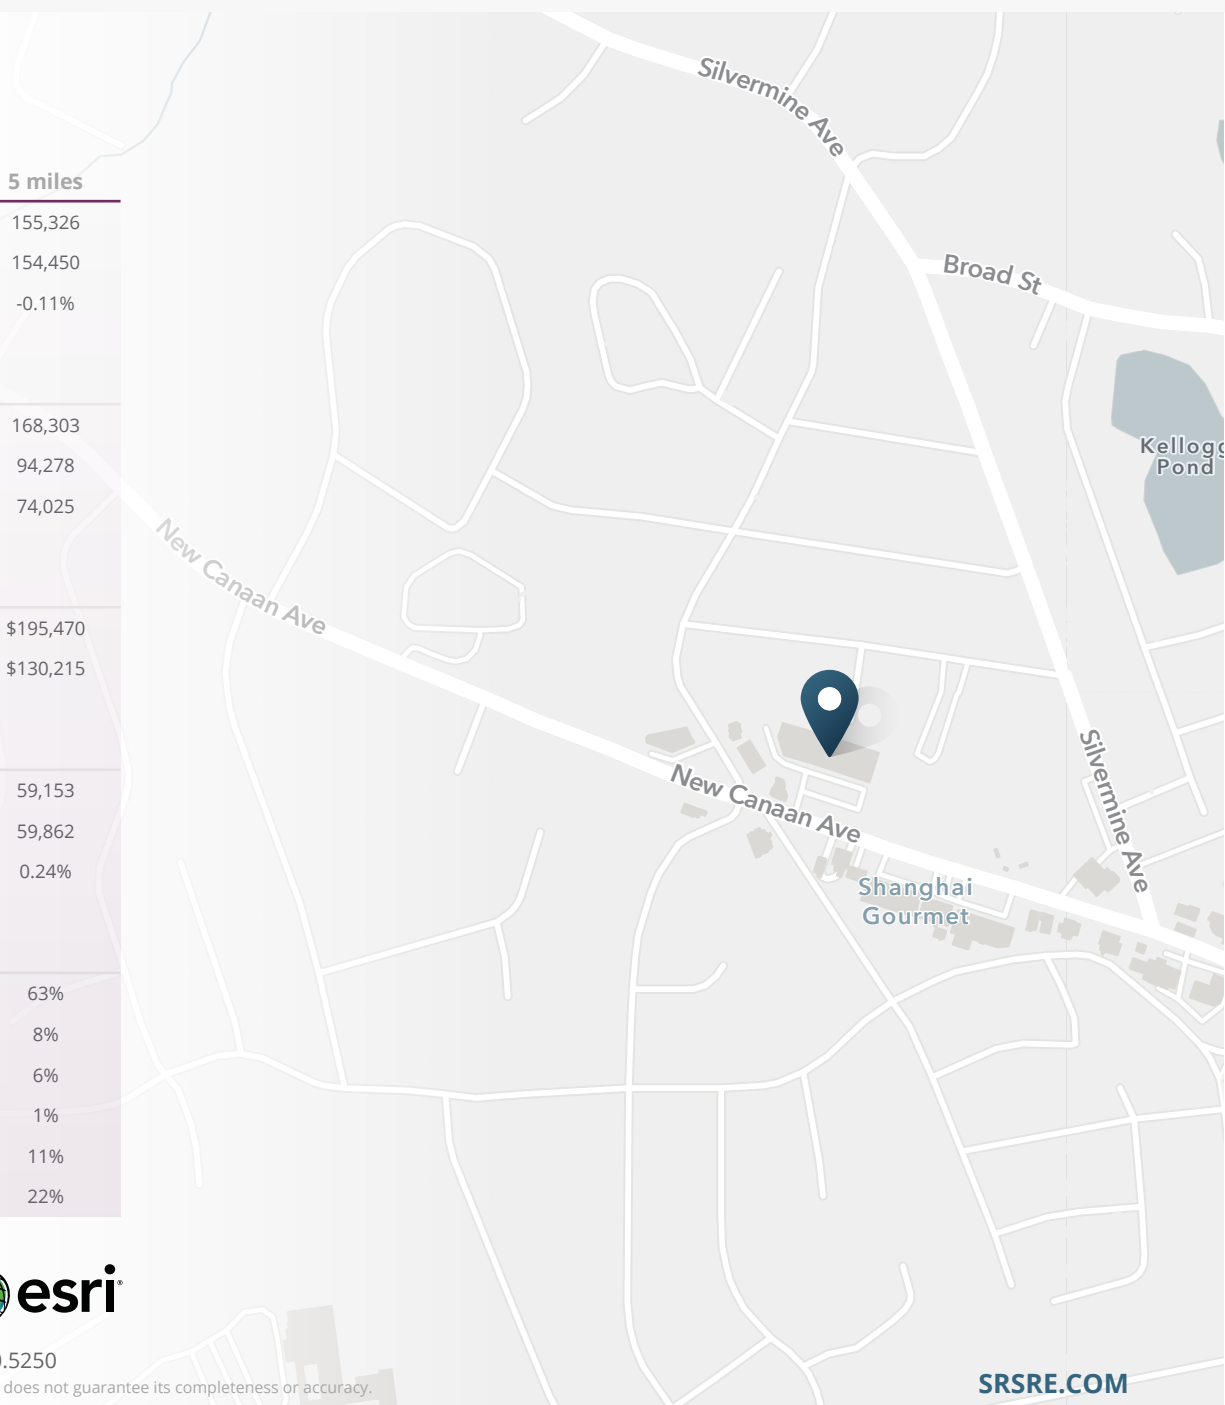 Silvermine Ave
5 miles
155,326
154,450
-0.11%
Broad St
168,303
94,278
74,025
Kellogg
Pond
New Canaan Ave
$195,470
$130,215
New Canaan Ave
Silvermine Ave
59,153
59,862
0.24%
Shanghai
Gourmet
63%
8%
6%
1%
11%
22%
esri
.5250
does not guarantee its completeness or accuracy.
SRSRE.COM